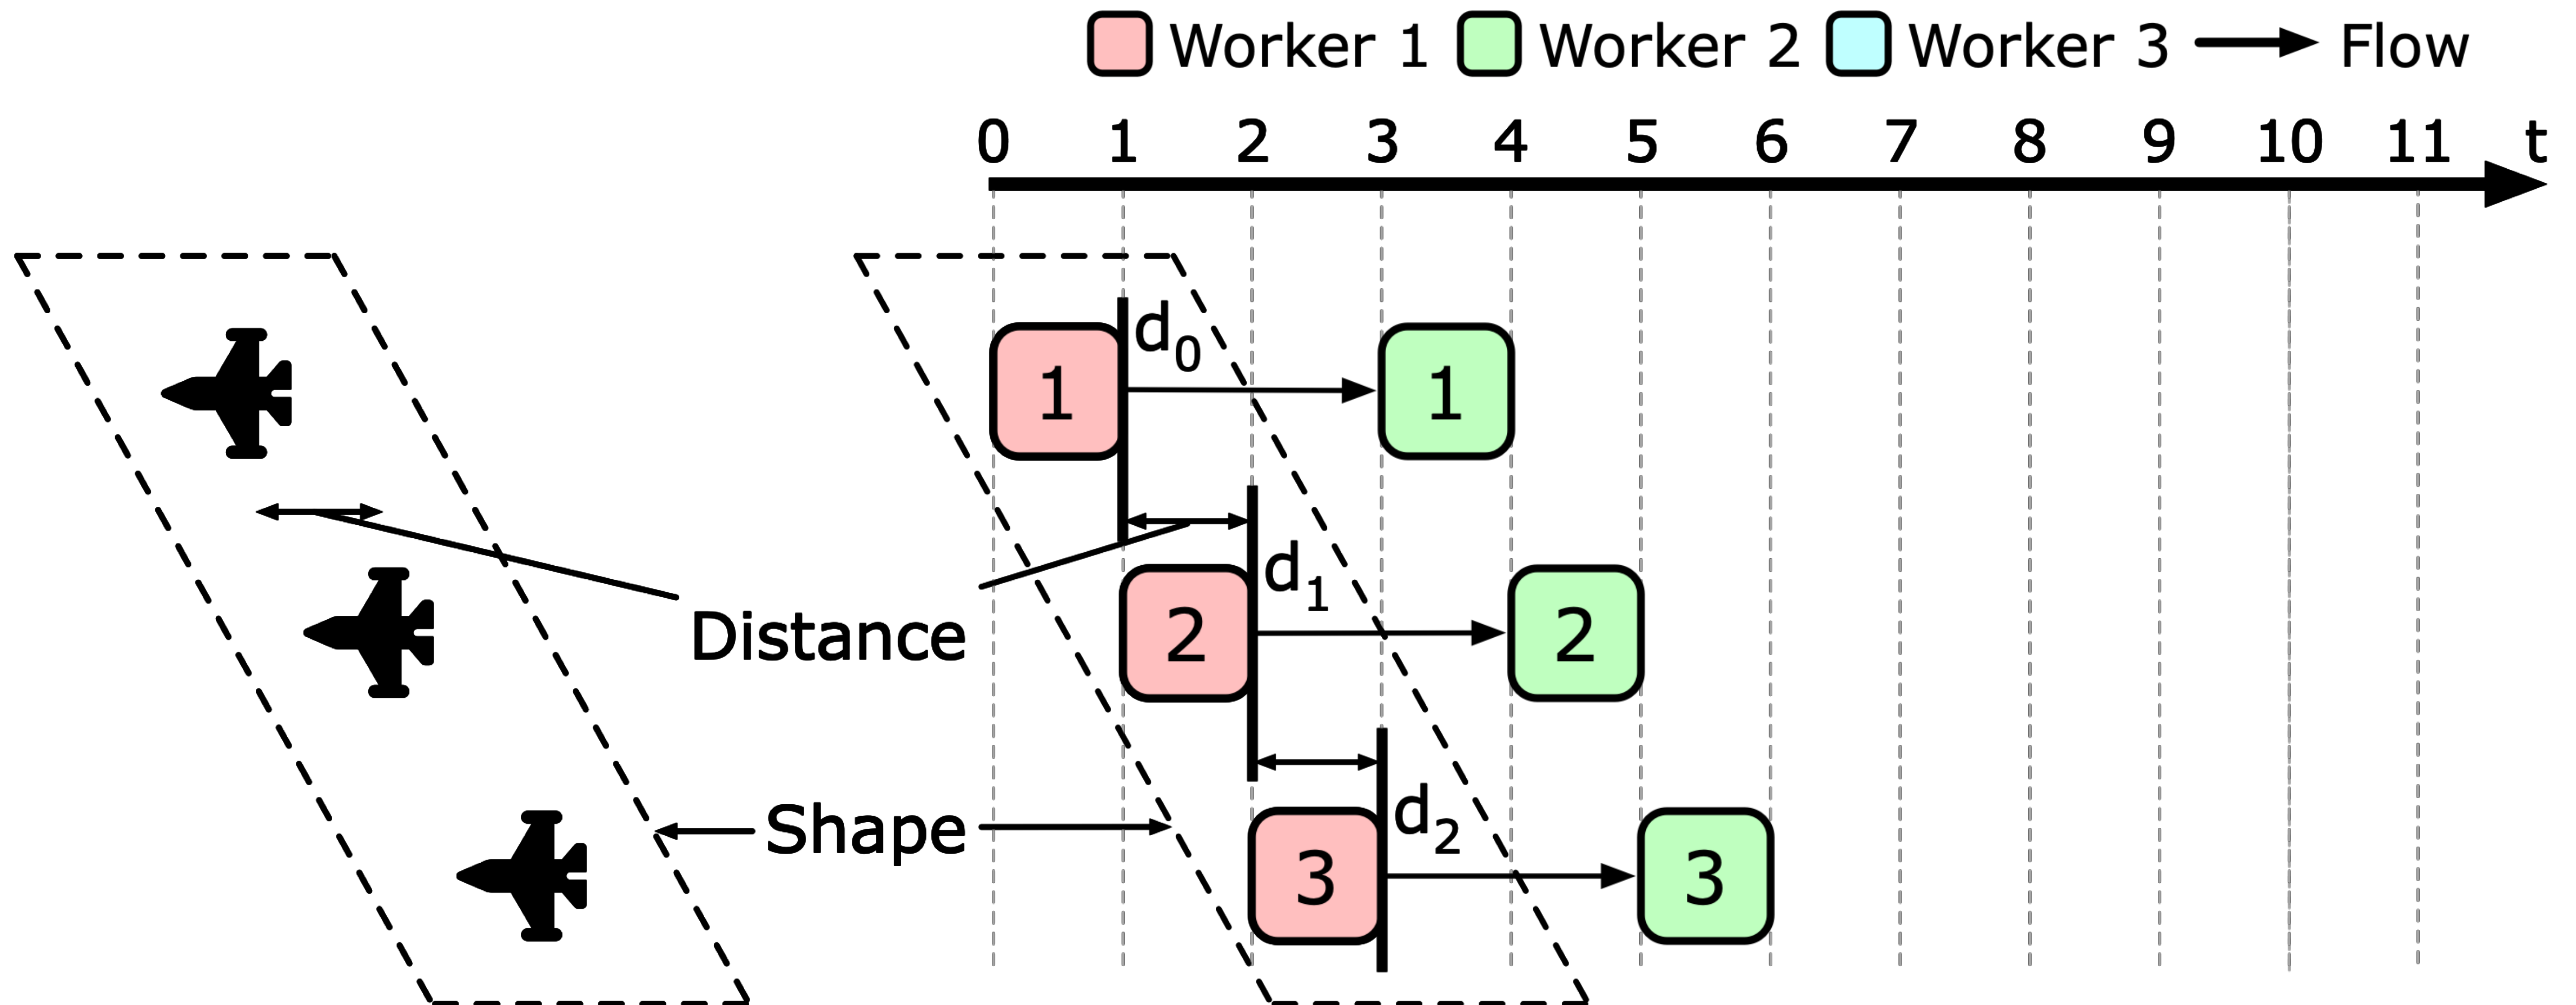 Worker 1 Worker 2 Worker 3 Flow
0 1 2 3 4 5 6 7 8 9 10 11 t
d0
1 1
d1
Distance 2 2
d2
Shape
3 3